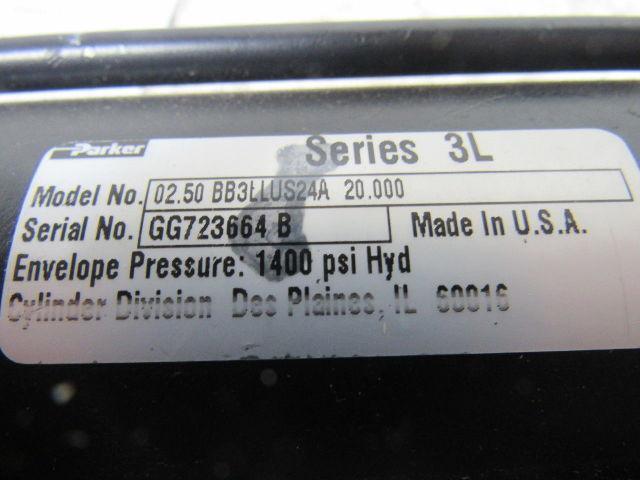 Parker
Series 3L
Model No. 02.50 BB3LLUS24A 20.000
Serial No. GG723664 B Made In U.S.A.
Envelope Pressure: 1400 psi Hyd
Cylinder Division Des Plaines, IL 60016